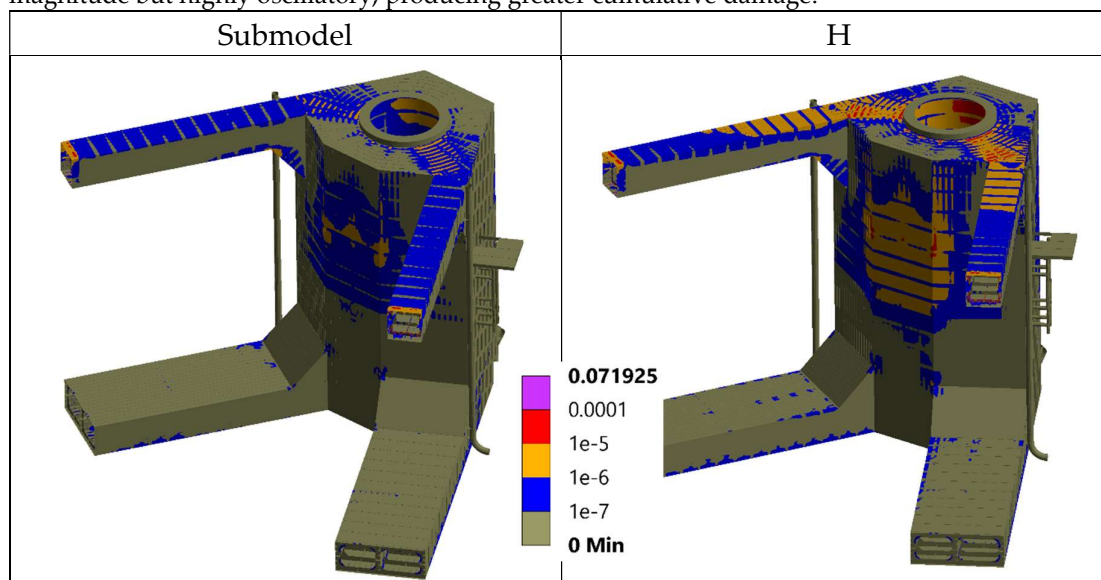 magnitude but highly oscillatory, producing greater cumulative damage.
Submodel
H
0.071925
0.0001
1e-5
1e-6
1e-7
0 Min